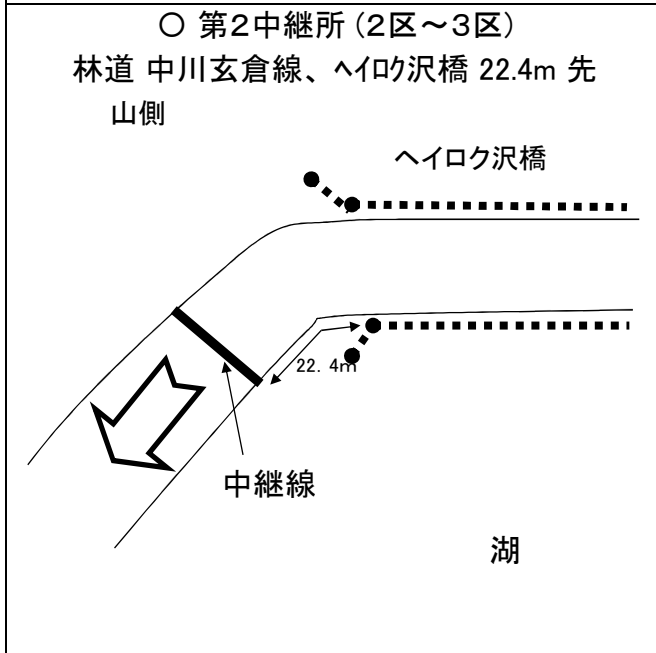 ○ 第2中継所 (2区～3区)
林道 中川玄倉線、ヘイロク沢橋 22.4m 先
山側
ヘイロク沢橋
22.4m
中継線
湖